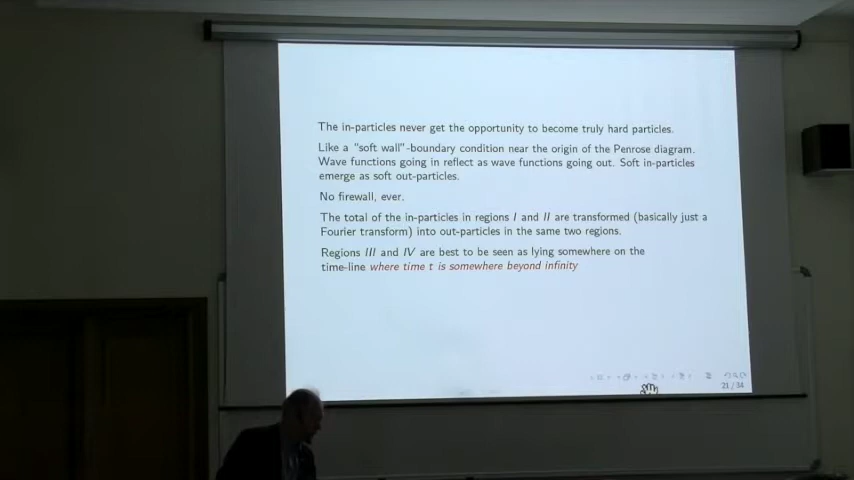 The in-particles never get the opportunity to become truly hard particles.
Like a "soft wall"-boundary condition near the origin of the Penrose diagram.
Wave functions going in reflect as wave functions going out. Soft in-particles
emerge as soft out-particles.
No firewall, ever.
The total of the in-particles in regions I and II are transformed (basically just a
Fourier transform) into out-particles in the same two regions.
Regions III and IV are best to be seen as lying somewhere on the
time-line where time t is somewhere beyond infinity
21 / 34